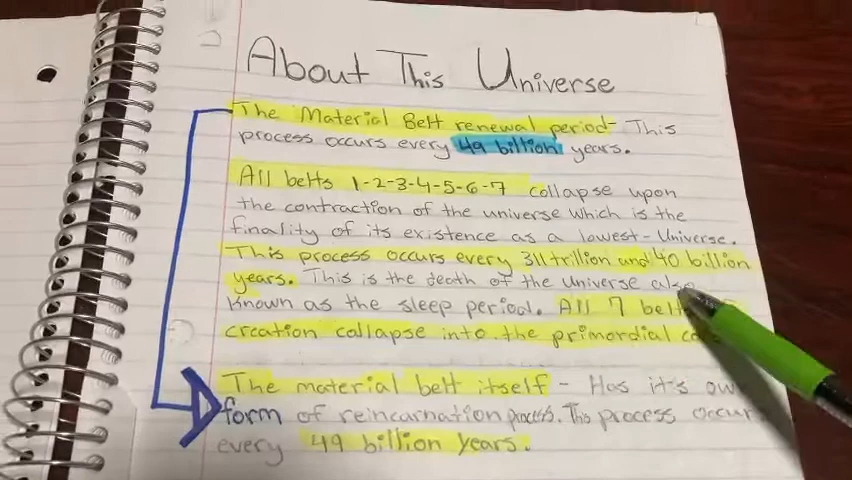 About This Universe
The Material Belt renewal period- This
process occurs every 49 billion years.
All belts 1-2-3-4-5-6-7 collapse upon
the contraction of the universe which is the
finality of its existence as a lowest-Universe.
This process occurs every 311 trillion and 40 billion
years. This is the death of the Universe also
known as the sleep period. All 7
creation collapse into the primordial
The material belt itself - Has it's
form of reincarnation process. This process
every 49 billion years.